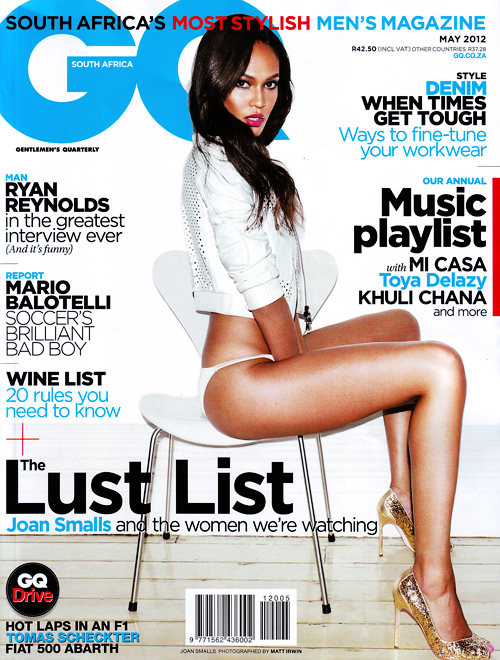 SOUTH AFRICA'S MOST STYLISH MEN'S MAGAZINE
GQ
SOUTH AFRICA
GENTLEMEN'S QUARTERLY
MAY 2012
R42.50 (INCL VAT) OTHER COUNTRIES R37.28
GQ.CO.ZA
STYLE
DENIM
WHEN TIMES
GET TOUGH
Ways to fine-tune
your workwear
MAN
RYAN
REYNOLDS
in the greatest
interview ever
(And it's funny)
OUR ANNUAL
Music
playlist
with MI CASA
Toya Delazy
KHULI CHANA
and more
REPORT
MARIO
BALOTELLI
SOCCER'S
BRILLIANT
BAD BOY
WINE LIST
20 rules you
need to know
The
Lust List
Joan Smalls and the women we're watching
GQ
Drive
HOT LAPS IN AN F1
TOMAS SCHECKTER
FIAT 500 ABARTH
12005
9 771562 436002
JOAN SMALLS PHOTOGRAPHED BY MATT IRWIN